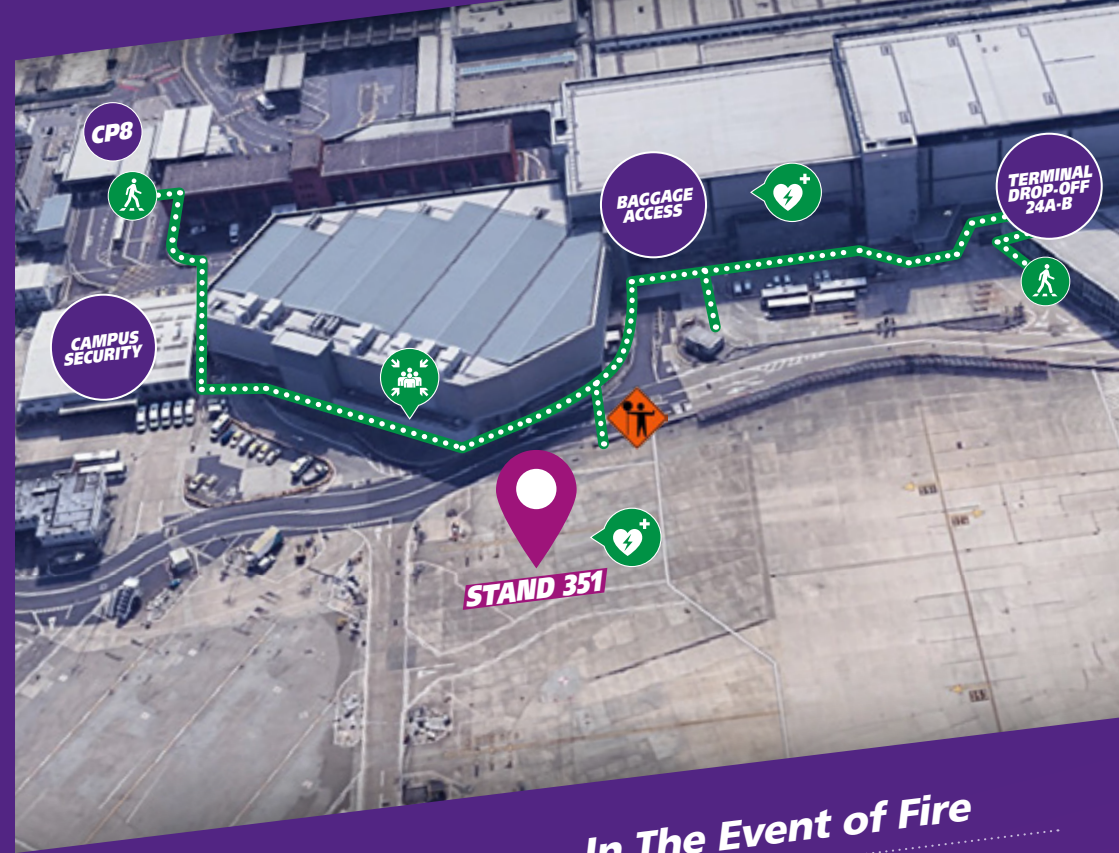 CP8
BAGGAGE
ACCESS
TERMINAL
DROP-OFF
24A-B
CAMPUS
SECURITY
STAND 351
In The Event of Fire